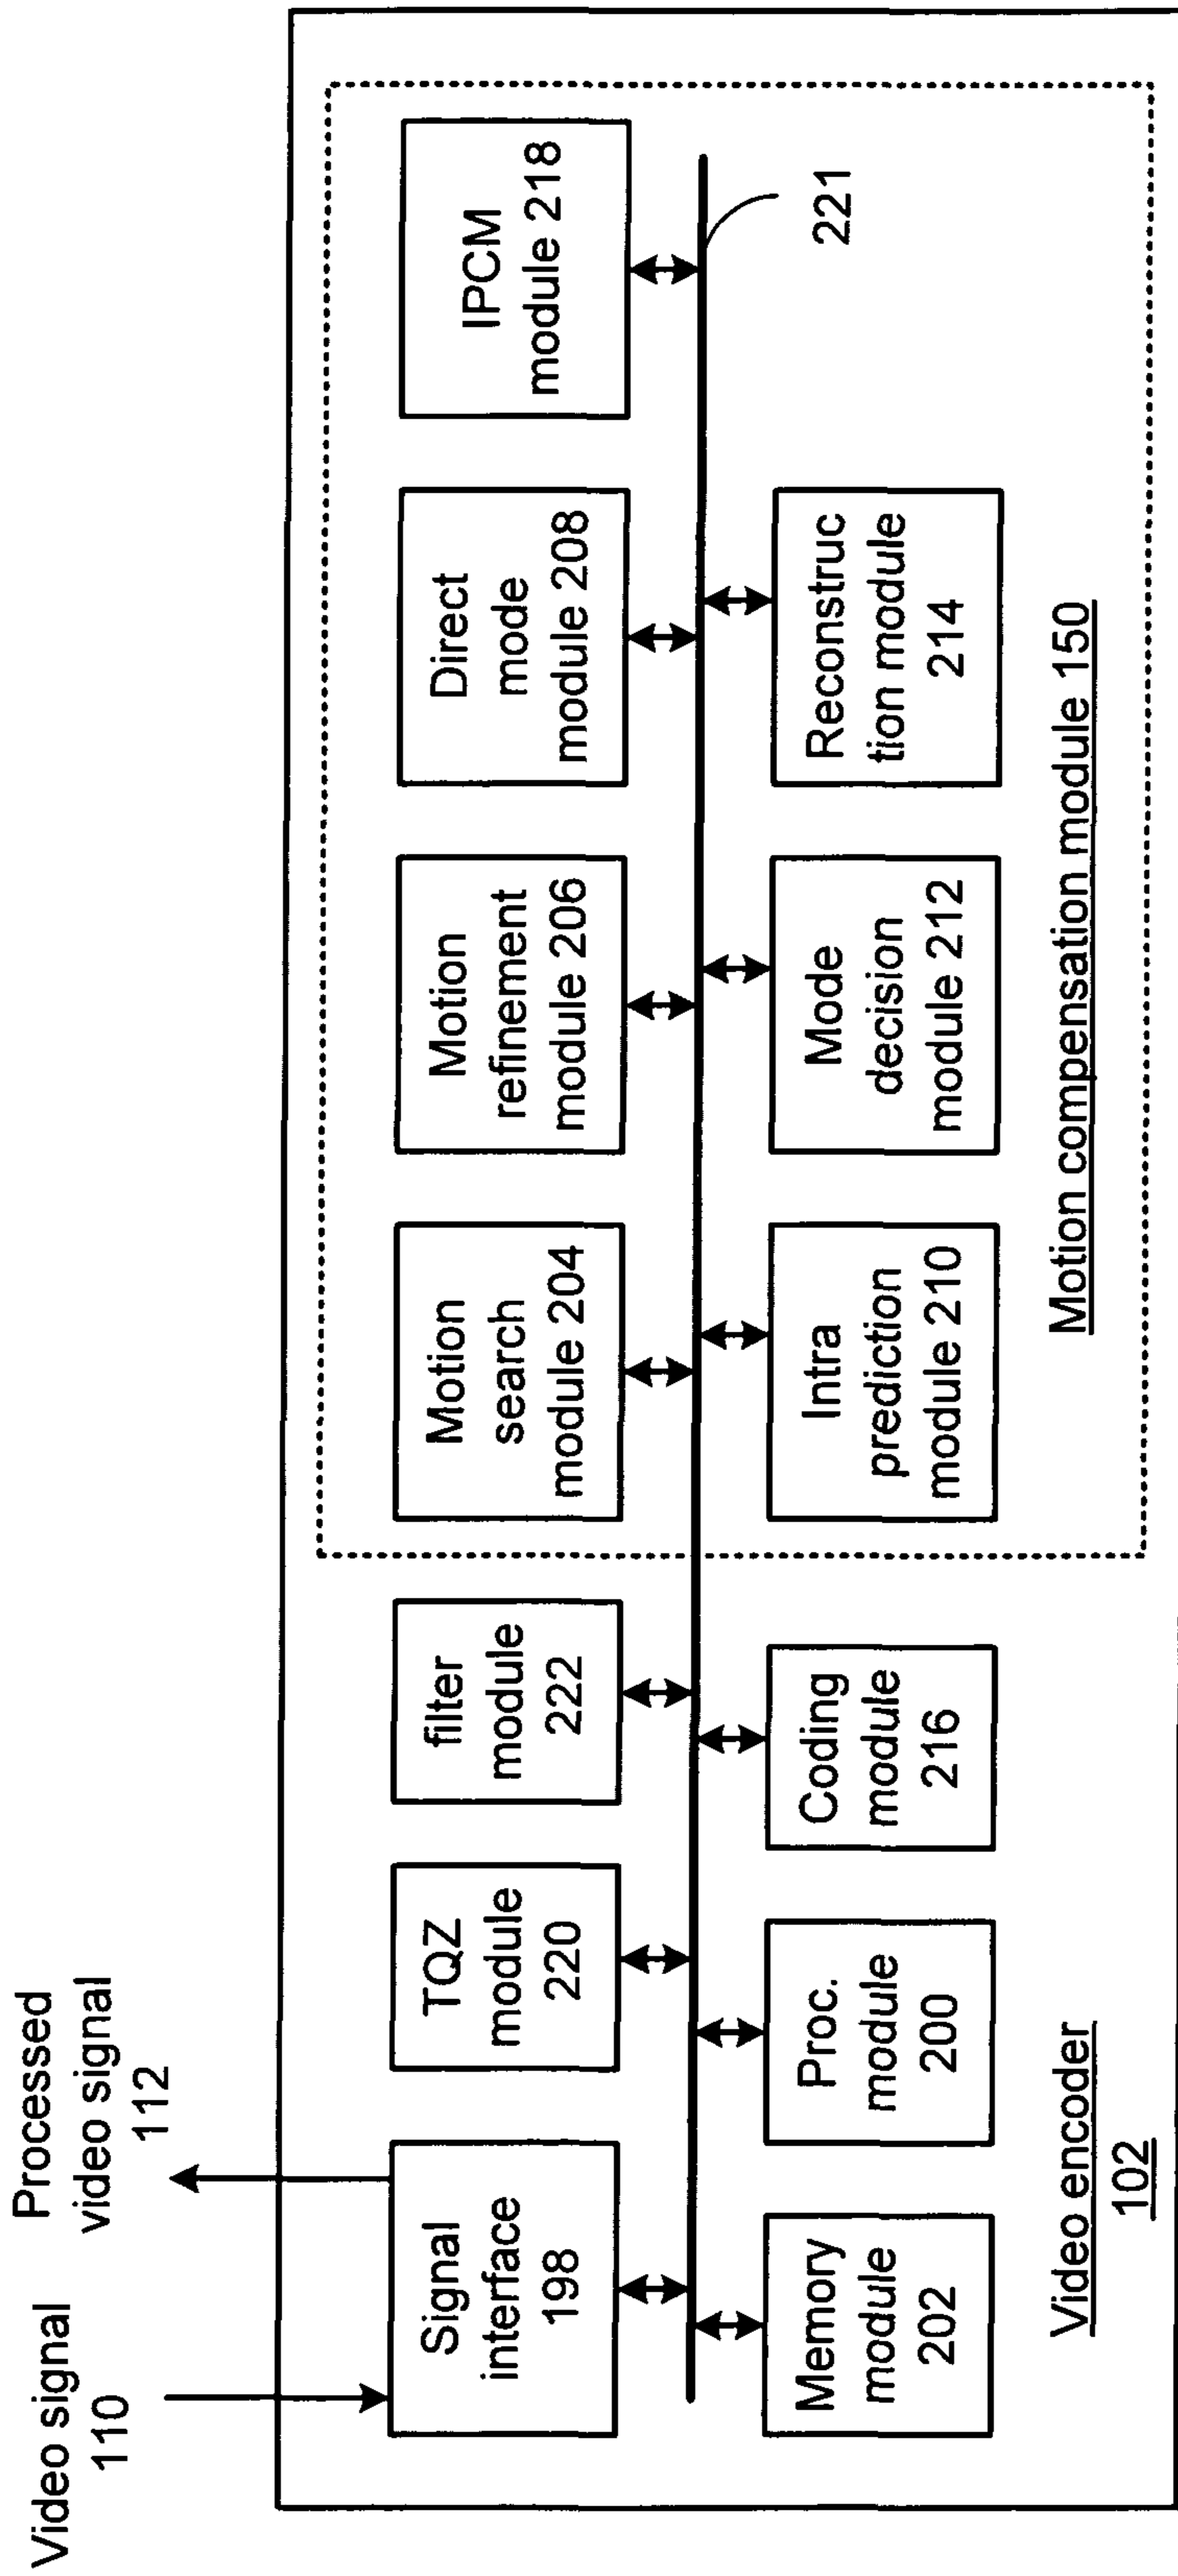 Video signal
110
Processed
video signal
112
Signal
interface
198
TQZ
module
220
filter
module
222
Motion
search
module 204
Motion
refinement
module 206
Direct
mode
module 208
IPCM
module 218
221
Memory
module
202
Proc.
module
200
Coding
module
216
Intra
prediction
module 210
Mode
decision
module 212
Reconstruc
tion module
214
Video encoder
102
Motion compensation module 150